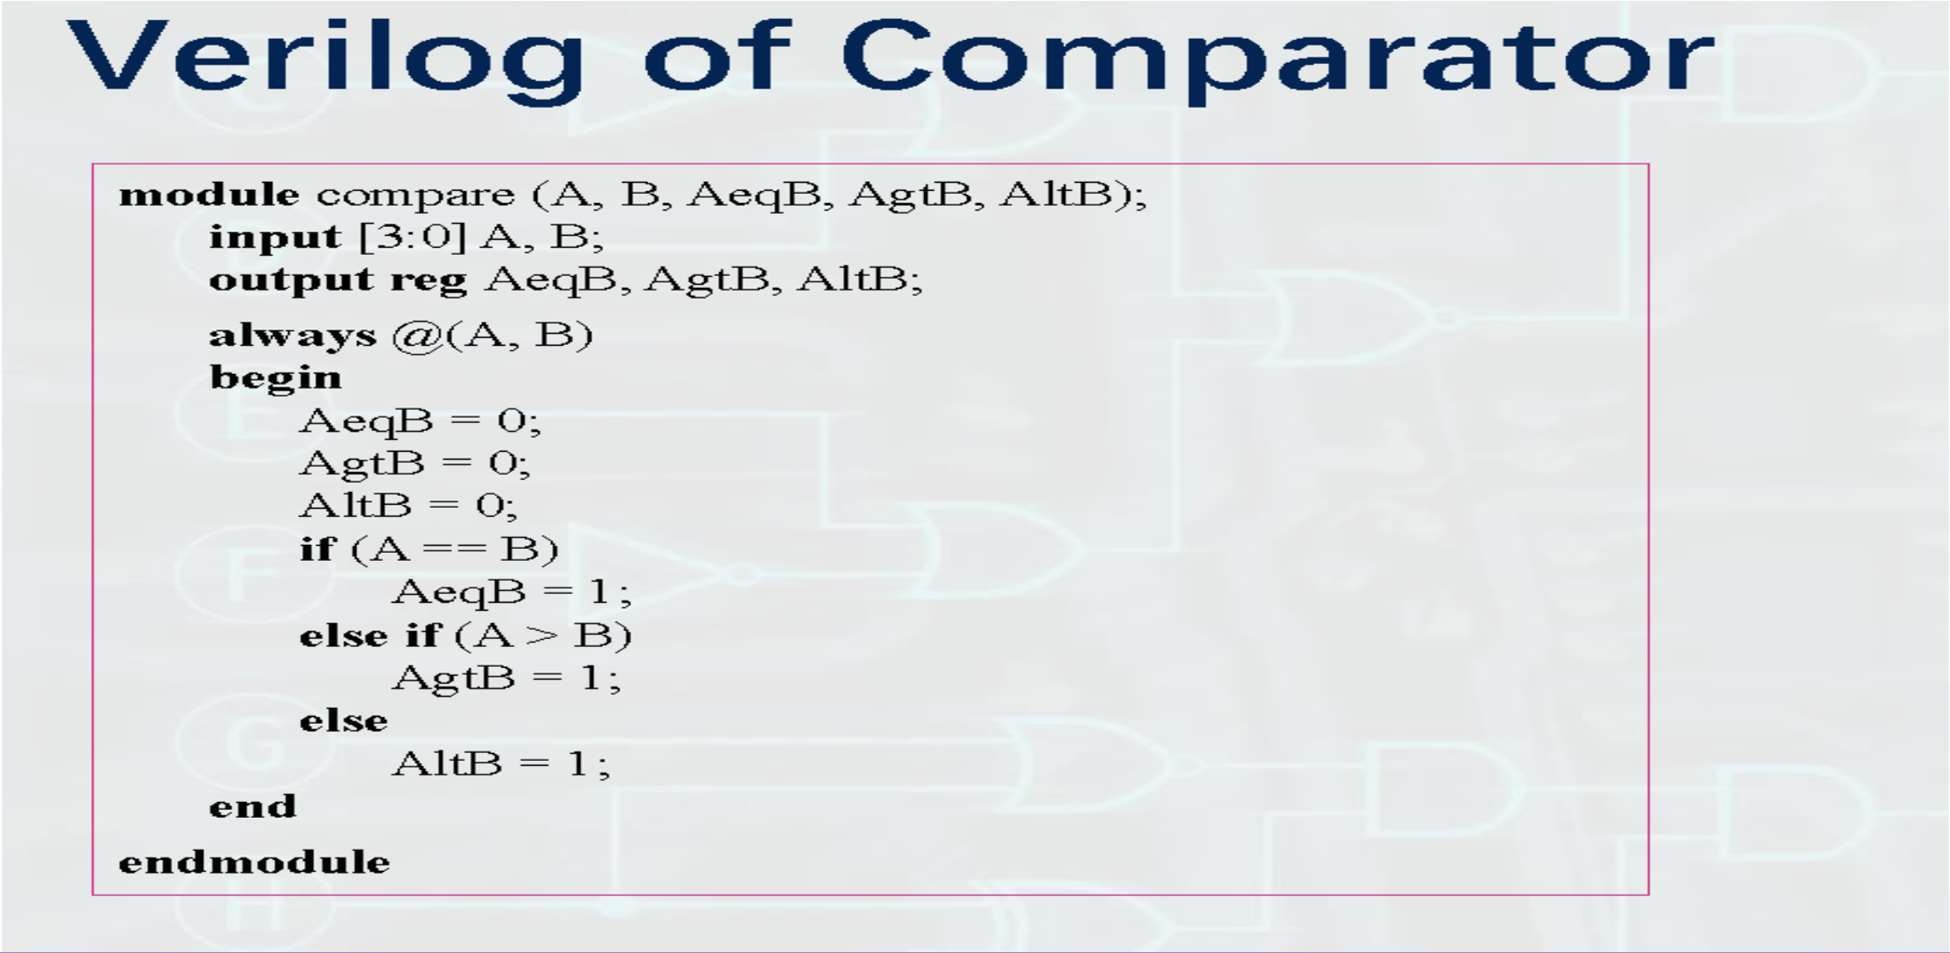 Verilog of Comparator
module compare (A, B, AeqB, AgtB, AltB);
input [3:0] A, B;
output reg AeqB, AgtB, AltB;
always @(A, B)
begin
AeqB = 0;
AgtB = 0;
AltB = 0;
if (A == B)
AeqB = 1;
else if (A > B)
AgtB = 1;
else
AltB = 1;
end
endmodule
E
F
G
H